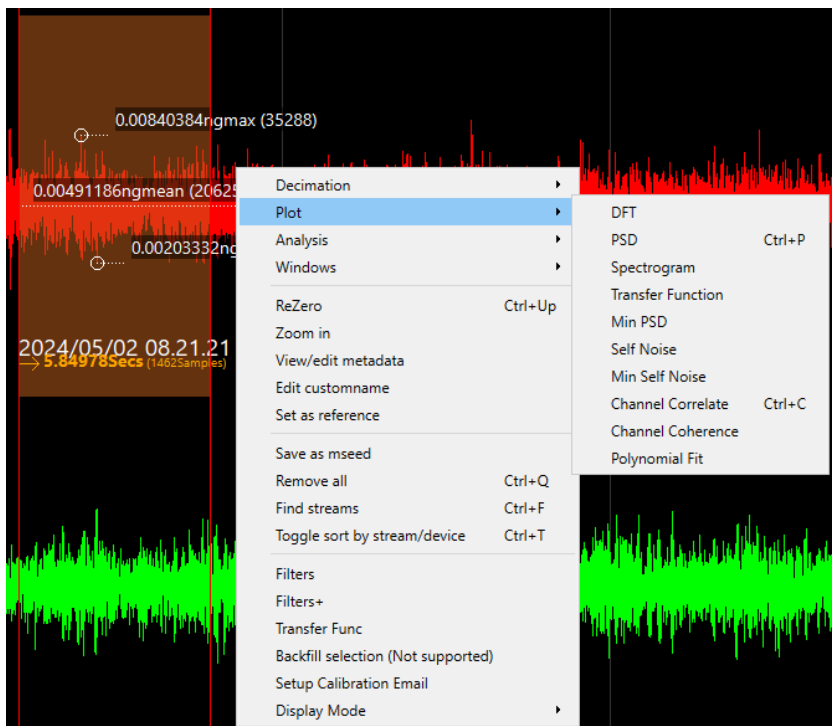 0.00840384ngmax (35288)
0.00491186ngmean (20625
0.00203332ng
2024/05/02 08.21.21
5.84978Secs (1462Samples)
Decimation
Plot
Analysis
Windows
ReZero Ctrl+Up
Zoom in
View/edit metadata
Edit customname
Set as reference
Save as mseed
Remove all Ctrl+Q
Find streams Ctrl+F
Toggle sort by stream/device Ctrl+T
Filters
Filters+
Transfer Func
Backfill selection (Not supported)
Setup Calibration Email
Display Mode
DFT
PSD Ctrl+P
Spectrogram
Transfer Function
Min PSD
Self Noise
Min Self Noise
Channel Correlate Ctrl+C
Channel Coherence
Polynomial Fit